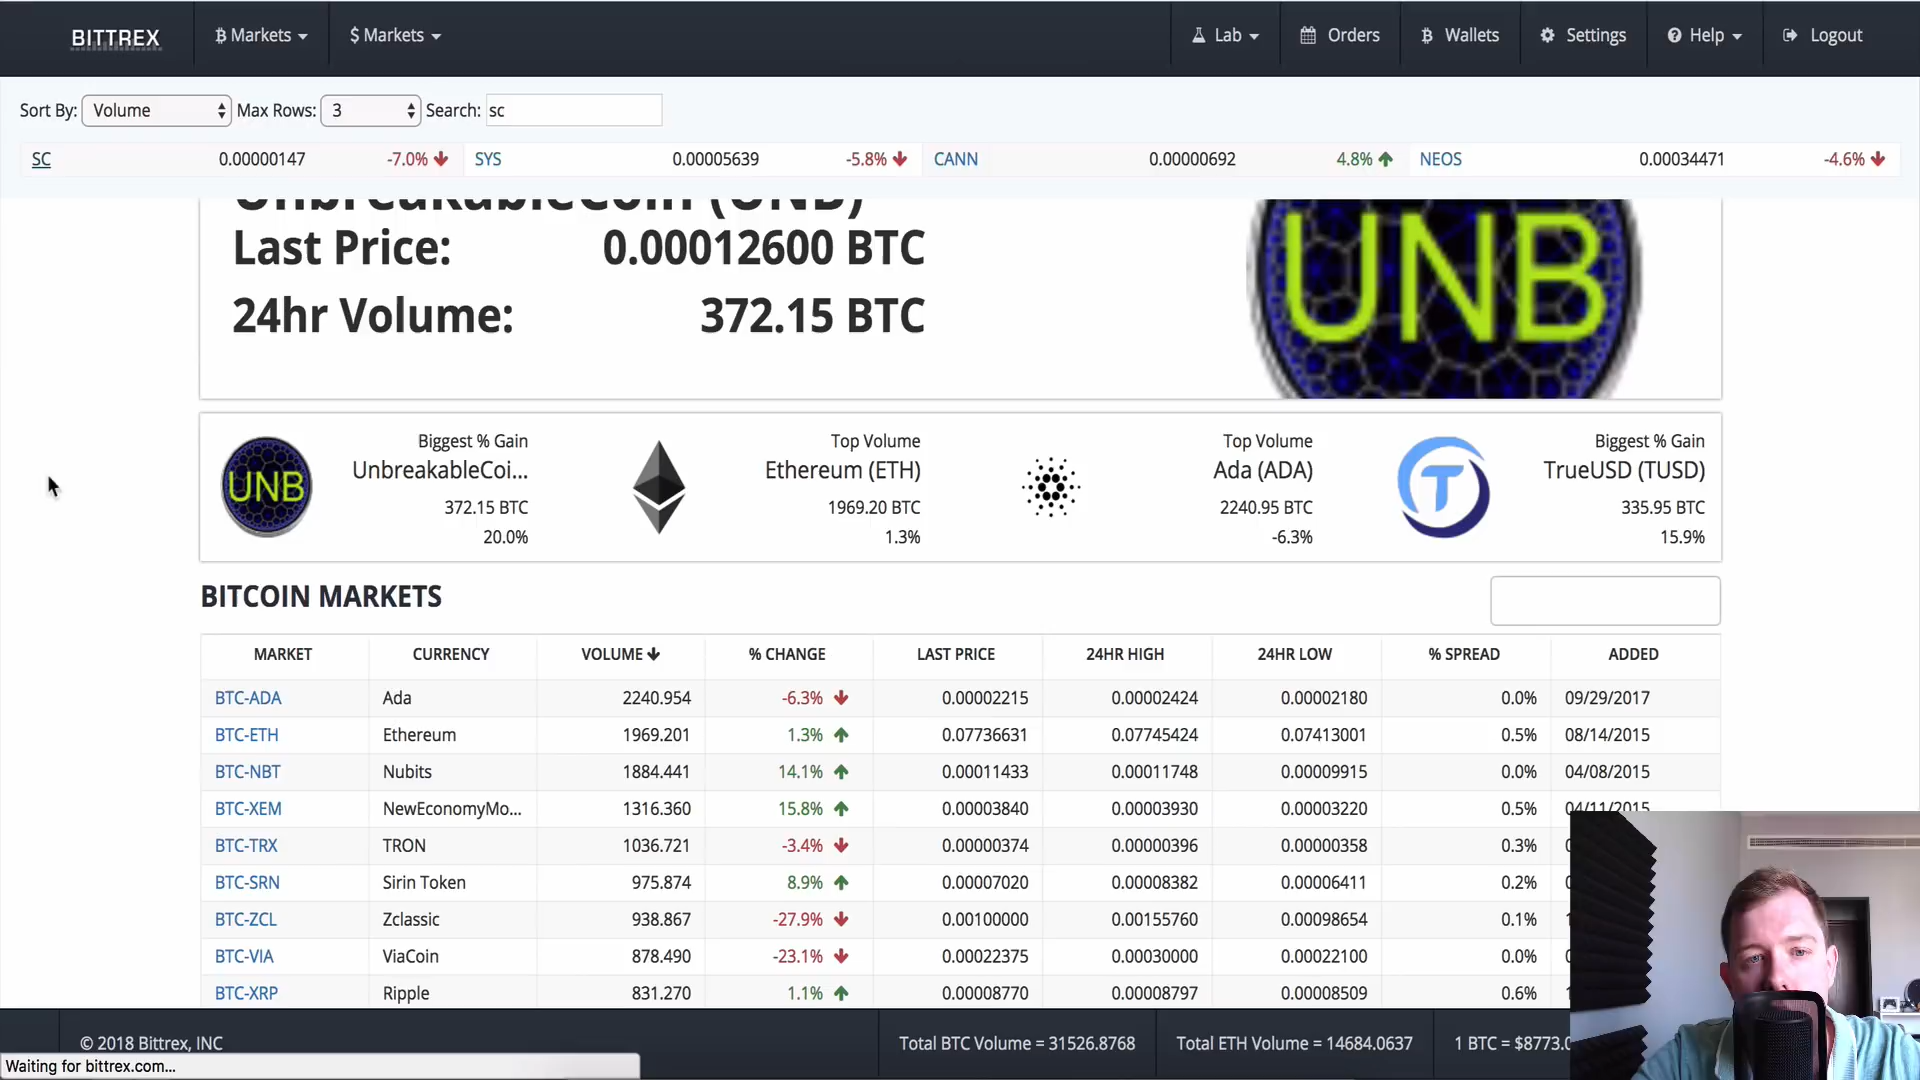 BITTREX
Ƀ Markets
$ Markets
Lab
Orders
Ƀ Wallets
Settings
Help
Logout
Sort By: Volume Max Rows: 3 Search: sc
SC 0.00000147 -7.0% SYS 0.00005639 -5.8% CANN 0.00000692 4.8% NEOS 0.00034471 -4.6%
UnbreakableCoin (UNB)
Last Price: 0.00012600 BTC
24hr Volume: 372.15 BTC
UNB
UNB
Biggest % Gain
UnbreakableCoi...
372.15 BTC
20.0%
Top Volume
Ethereum (ETH)
1969.20 BTC
1.3%
Top Volume
Ada (ADA)
2240.95 BTC
-6.3%
T
Biggest % Gain
TrueUSD (TUSD)
335.95 BTC
15.9%
BITCOIN MARKETS
MARKET CURRENCY VOLUME % CHANGE LAST PRICE 24HR HIGH 24HR LOW % SPREAD ADDED
BTC-ADA Ada 2240.954 -6.3% 0.00002215 0.00002424 0.00002180 0.0% 09/29/2017
BTC-ETH Ethereum 1969.201 1.3% 0.07736631 0.07745424 0.07413001 0.5% 08/14/2015
BTC-NBT Nubits 1884.441 14.1% 0.00011433 0.00011748 0.00009915 0.0% 04/08/2015
BTC-XEM NewEconomyMo... 1316.360 15.8% 0.00003840 0.00003930 0.00003220 0.5% 04/11/2015
BTC-TRX TRON 1036.721 -3.4% 0.00000374 0.00000396 0.00000358 0.3%
BTC-SRN Sirin Token 975.874 8.9% 0.00007020 0.00008382 0.00006411 0.2%
BTC-ZCL Zclassic 938.867 -27.9% 0.00100000 0.00155760 0.00098654 0.1%
BTC-VIA ViaCoin 878.490 -23.1% 0.00022375 0.00030000 0.00022100 0.0%
BTC-XRP Ripple 831.270 1.1% 0.00008770 0.00008797 0.00008509 0.6%
© 2018 Bittrex, INC
Total BTC Volume = 31526.8768
Total ETH Volume = 14684.0637
1 BTC = $8773.0
Waiting for bittrex.com...